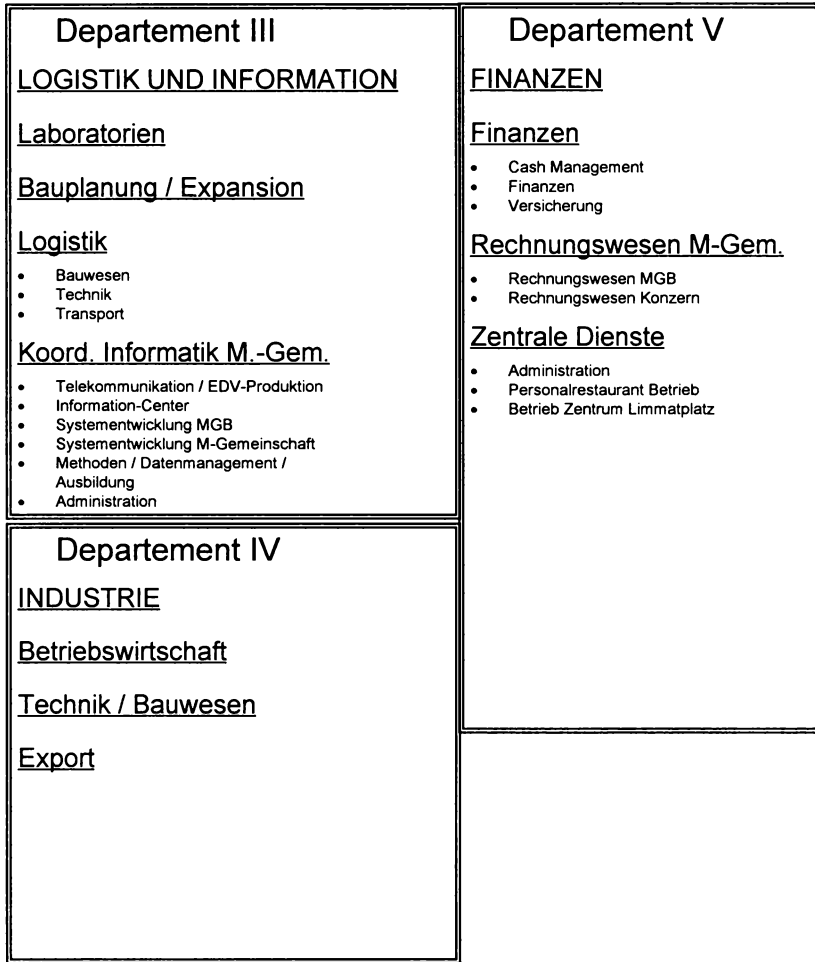 Departement III
LOGISTIK UND INFORMATION
Laboratorien
Bauplanung / Expansion
Logistik
• Bauwesen
• Technik
• Transport
Koord. Informatik M.-Gem.
• Telekommunikation / EDV-Produktion
• Information-Center
• Systementwicklung MGB
• Systementwicklung M-Gemeinschaft
• Methoden / Datenmanagement /
Ausbildung
• Administration
Departement IV
INDUSTRIE
Betriebswirtschaft
Technik / Bauwesen
Export
Departement V
FINANZEN
Finanzen
• Cash Management
• Finanzen
• Versicherung
Rechnungswesen M-Gem.
• Rechnungswesen MGB
• Rechnungswesen Konzern
Zentrale Dienste
• Administration
• Personalrestaurant Betrieb
• Betrieb Zentrum Limmatplatz